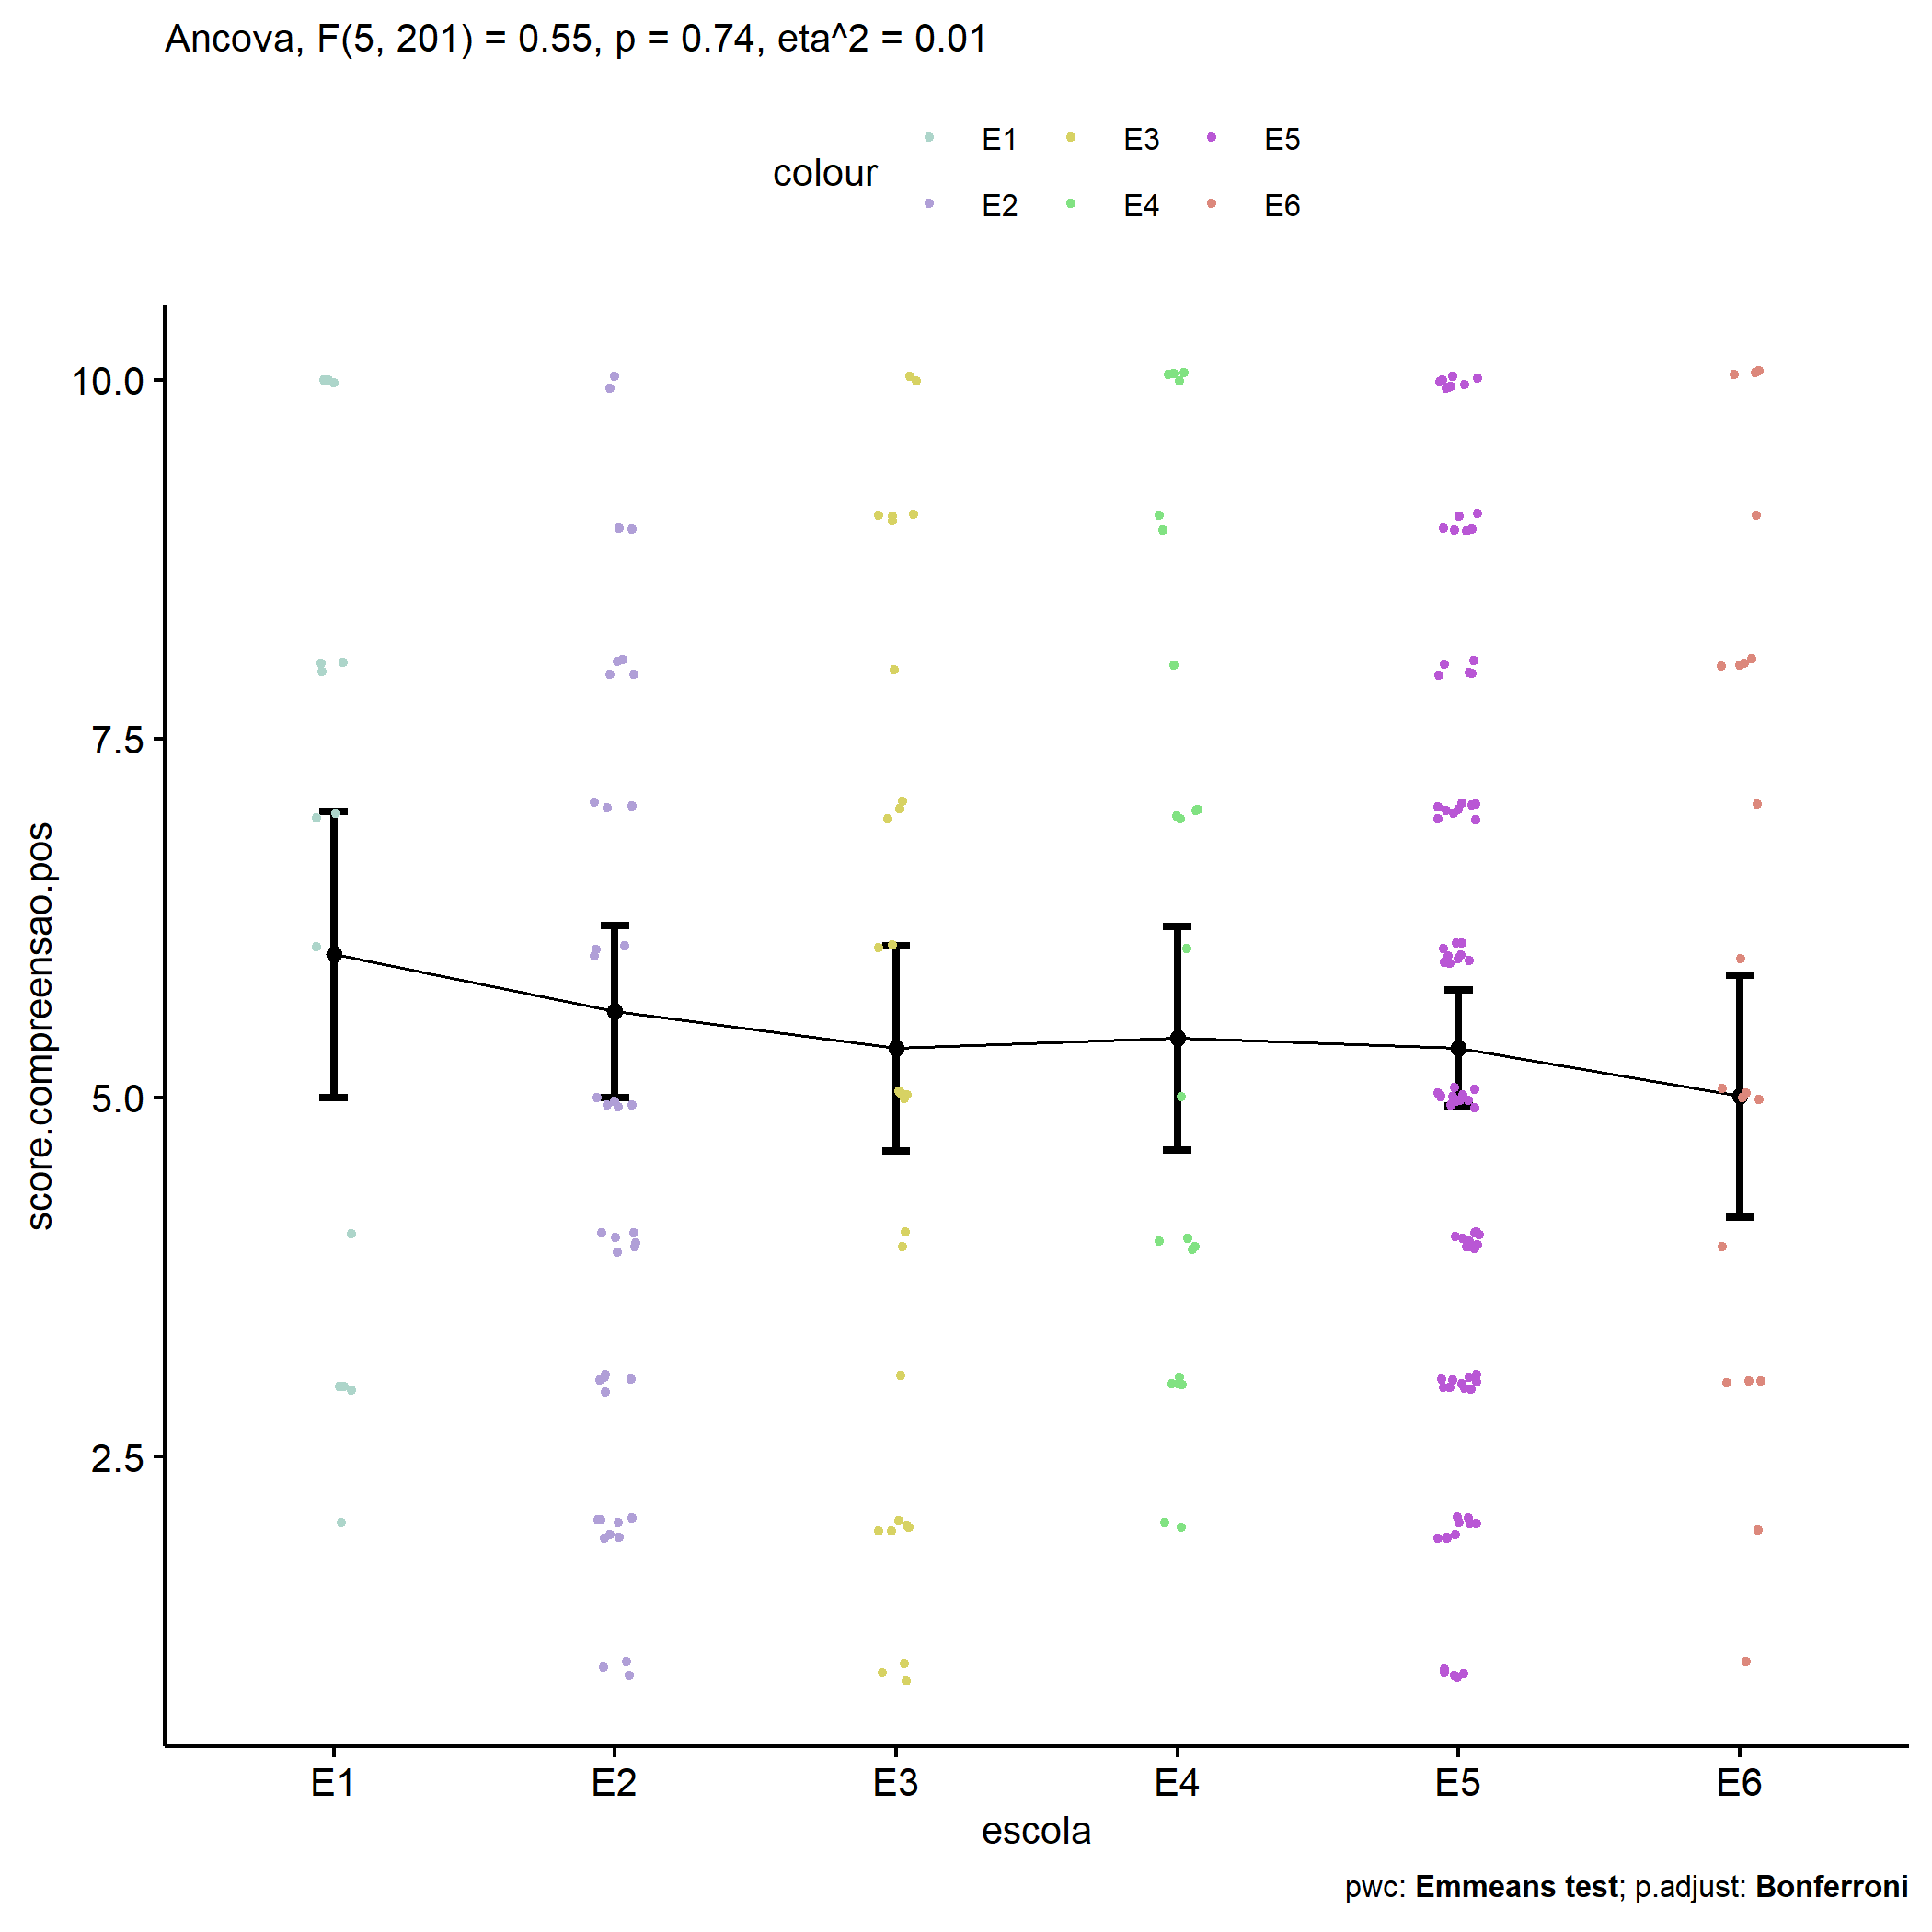 Ancova, F(5, 201) = 0.55, p = 0.74, eta^2 = 0.01
colour
E1 E3 E5
E2 E4 E6
score.compreensao.pos
10.0
7.5
5.0
2.5
E1 E2 E3 E4 E5 E6
escola
pwc: Emmeans test; p.adjust: Bonferroni